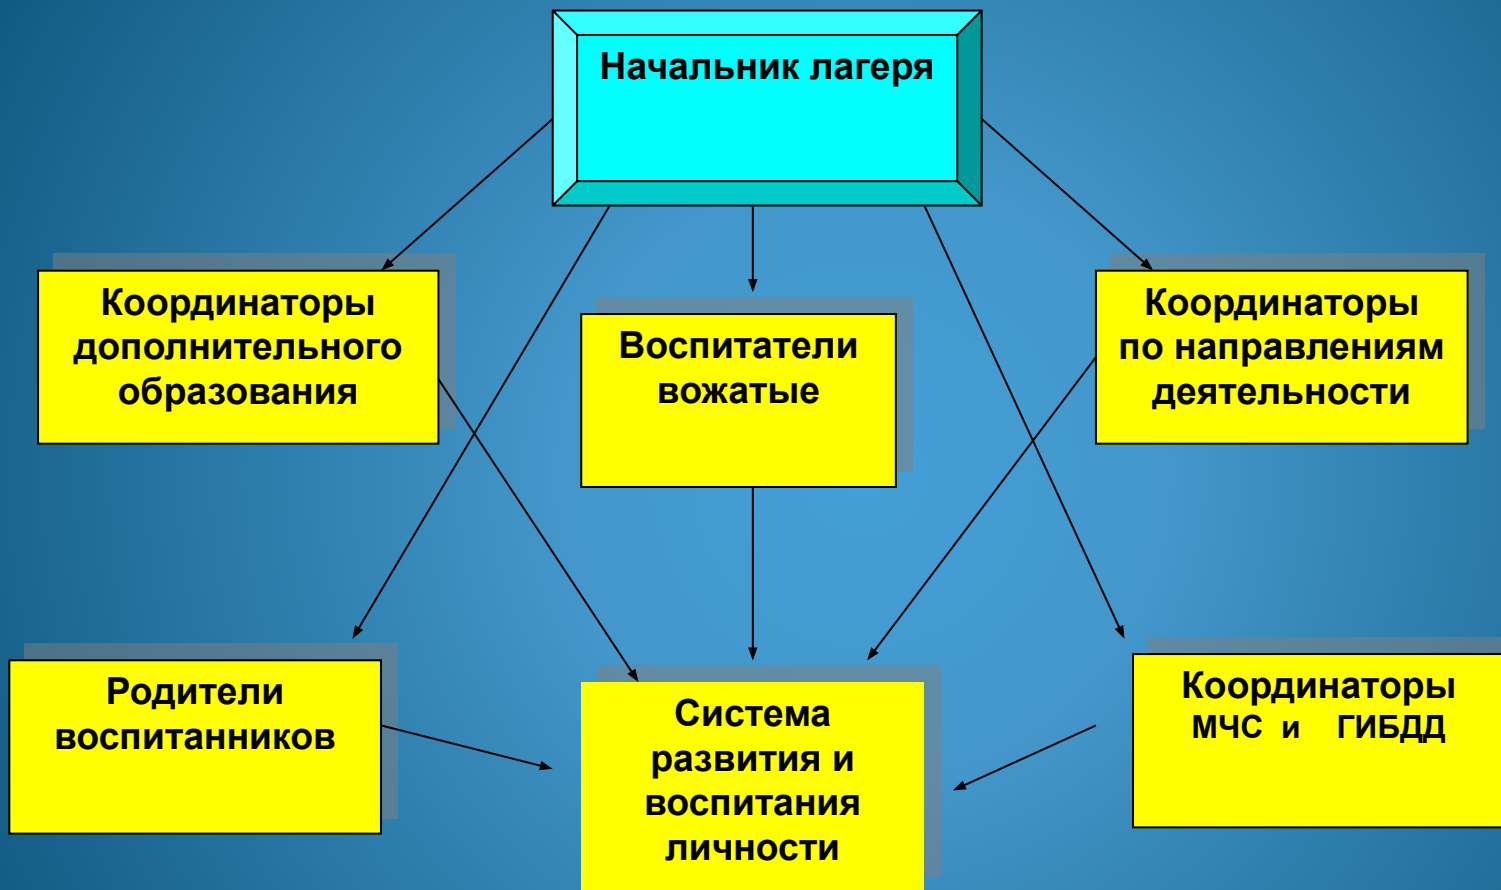 Начальник лагеря
Координаторы
дополнительного
образования
Воспитатели
вожатые
Координаторы
по направлениям
деятельности
Родители
воспитанников
Система
развития и
воспитания
личности
Координаторы
МЧС и ГИБДД